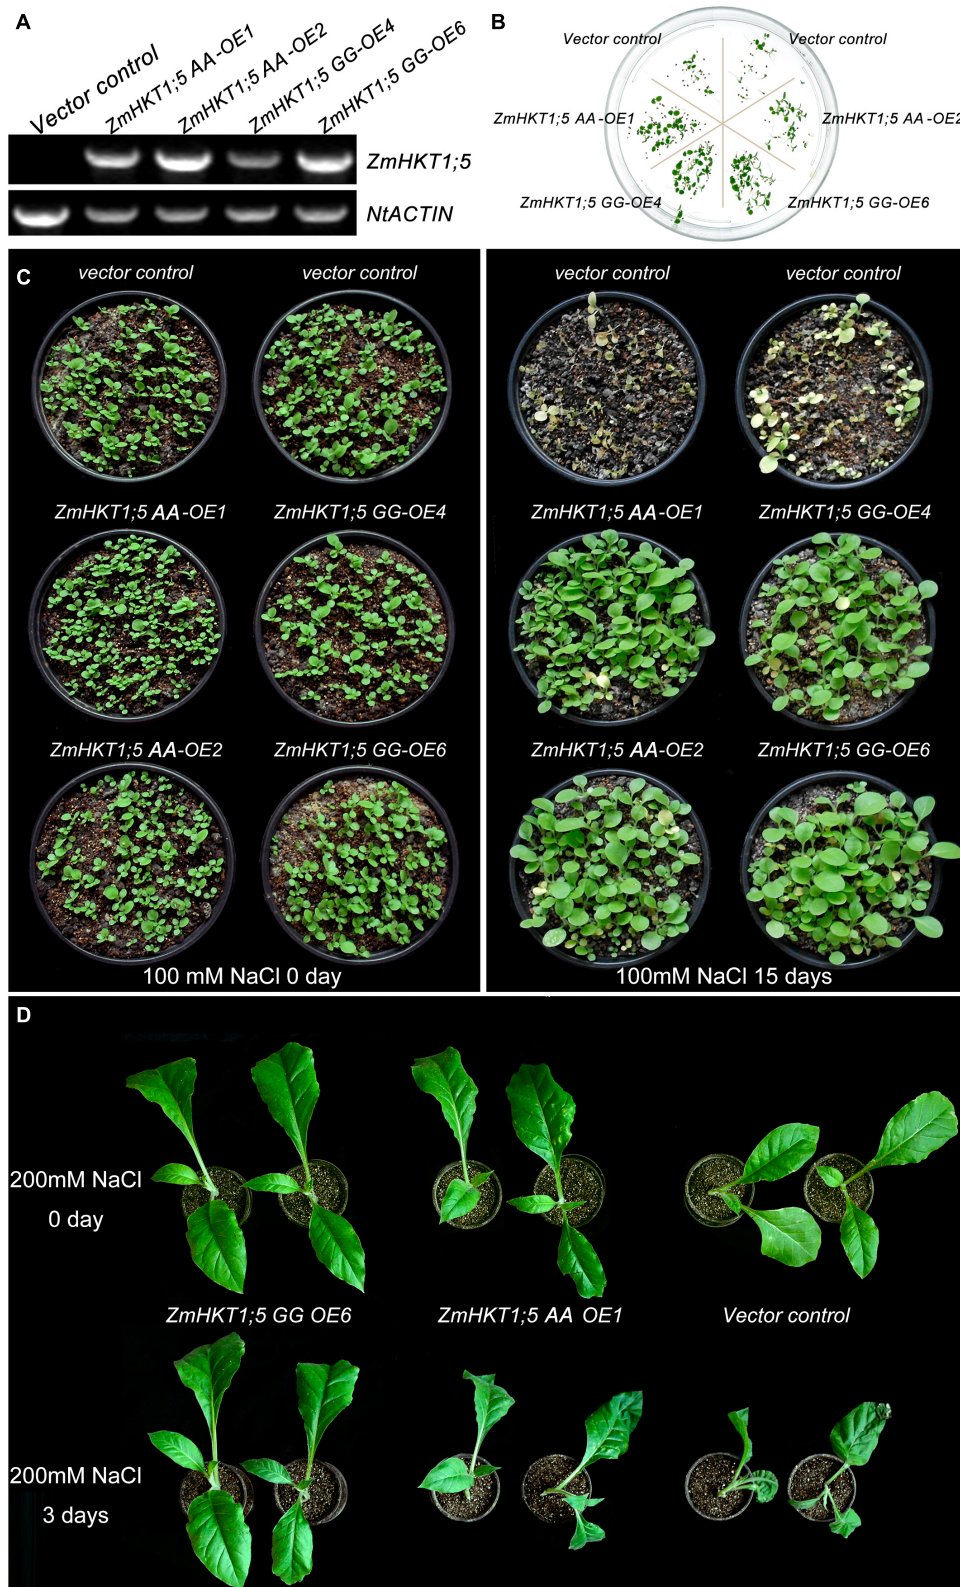 A
Vector control
ZmHKT1;5 AA-OE1
ZmHKT1;5 AA-OE2
ZmHKT1;5 GG-OE4
ZmHKT1;5 GG-OE6
ZmHKT1;5
NtACTIN
B
Vector control
Vector control
ZmHKT1;5 AA-OE1
ZmHKT1;5 AA-OE2
ZmHKT1;5 GG-OE4
ZmHKT1;5 GG-OE6
C
vector control
vector control
ZmHKT1;5 AA-OE1
ZmHKT1;5 GG-OE4
ZmHKT1;5 AA-OE2
ZmHKT1;5 GG-OE6
100 mM NaCl 0 day
vector control
vector control
ZmHKT1;5 AA-OE1
ZmHKT1;5 GG-OE4
ZmHKT1;5 AA-OE2
ZmHKT1;5 GG-OE6
100mM NaCl 15 days
D
200mM NaCl
0 day
ZmHKT1;5 GG OE6
ZmHKT1;5 AA OE1
Vector control
200mM NaCl
3 days